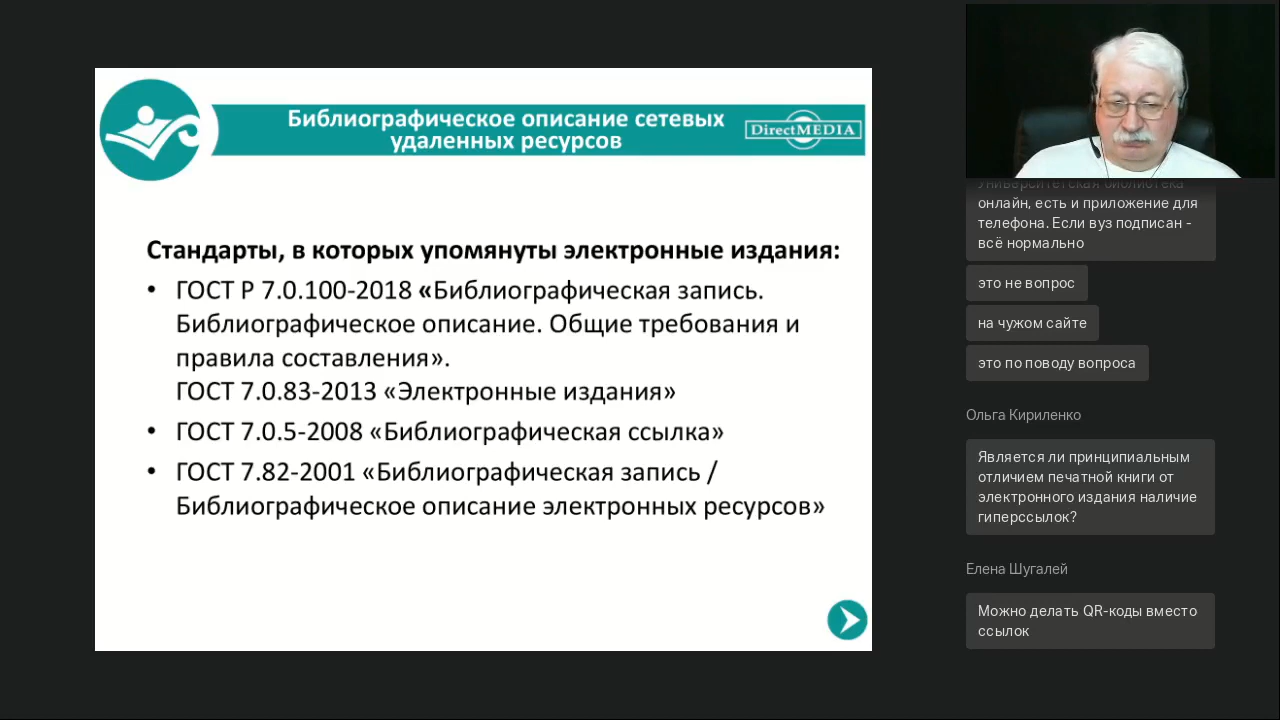 Библиографическое описание сетевых
удаленных ресурсов
DirectMEDIA
Стандарты, в которых упомянуты электронные издания:
• ГОСТ Р 7.0.100-2018 «Библиографическая запись.
Библиографическое описание. Общие требования и
правила составления».
ГОСТ 7.0.83-2013 «Электронные издания»
• ГОСТ 7.0.5-2008 «Библиографическая ссылка»
• ГОСТ 7.82-2001 «Библиографическая запись /
Библиографическое описание электронных ресурсов»
Университетская библиотека
онлайн, есть и приложение для
телефона. Если вуз подписан -
всё нормально
это не вопрос
на чужом сайте
это по поводу вопроса
Ольга Кириленко
Является ли принципиальным
отличием печатной книги от
электронного издания наличие
гиперссылок?
Елена Шугалей
Можно делать QR-коды вместо
ссылок